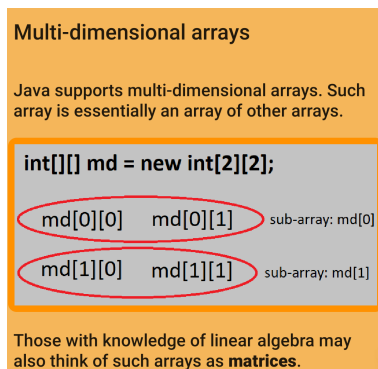 Multi-dimensional arrays
Java supports multi-dimensional arrays. Such
array is essentially an array of other arrays.
int[][] md = new int[2][2];
md[0][0] md[0][1] sub-array: md[0]
md[1][0] md[1][1] sub-array: md[1]
Those with knowledge of linear algebra may
also think of such arrays as matrices.